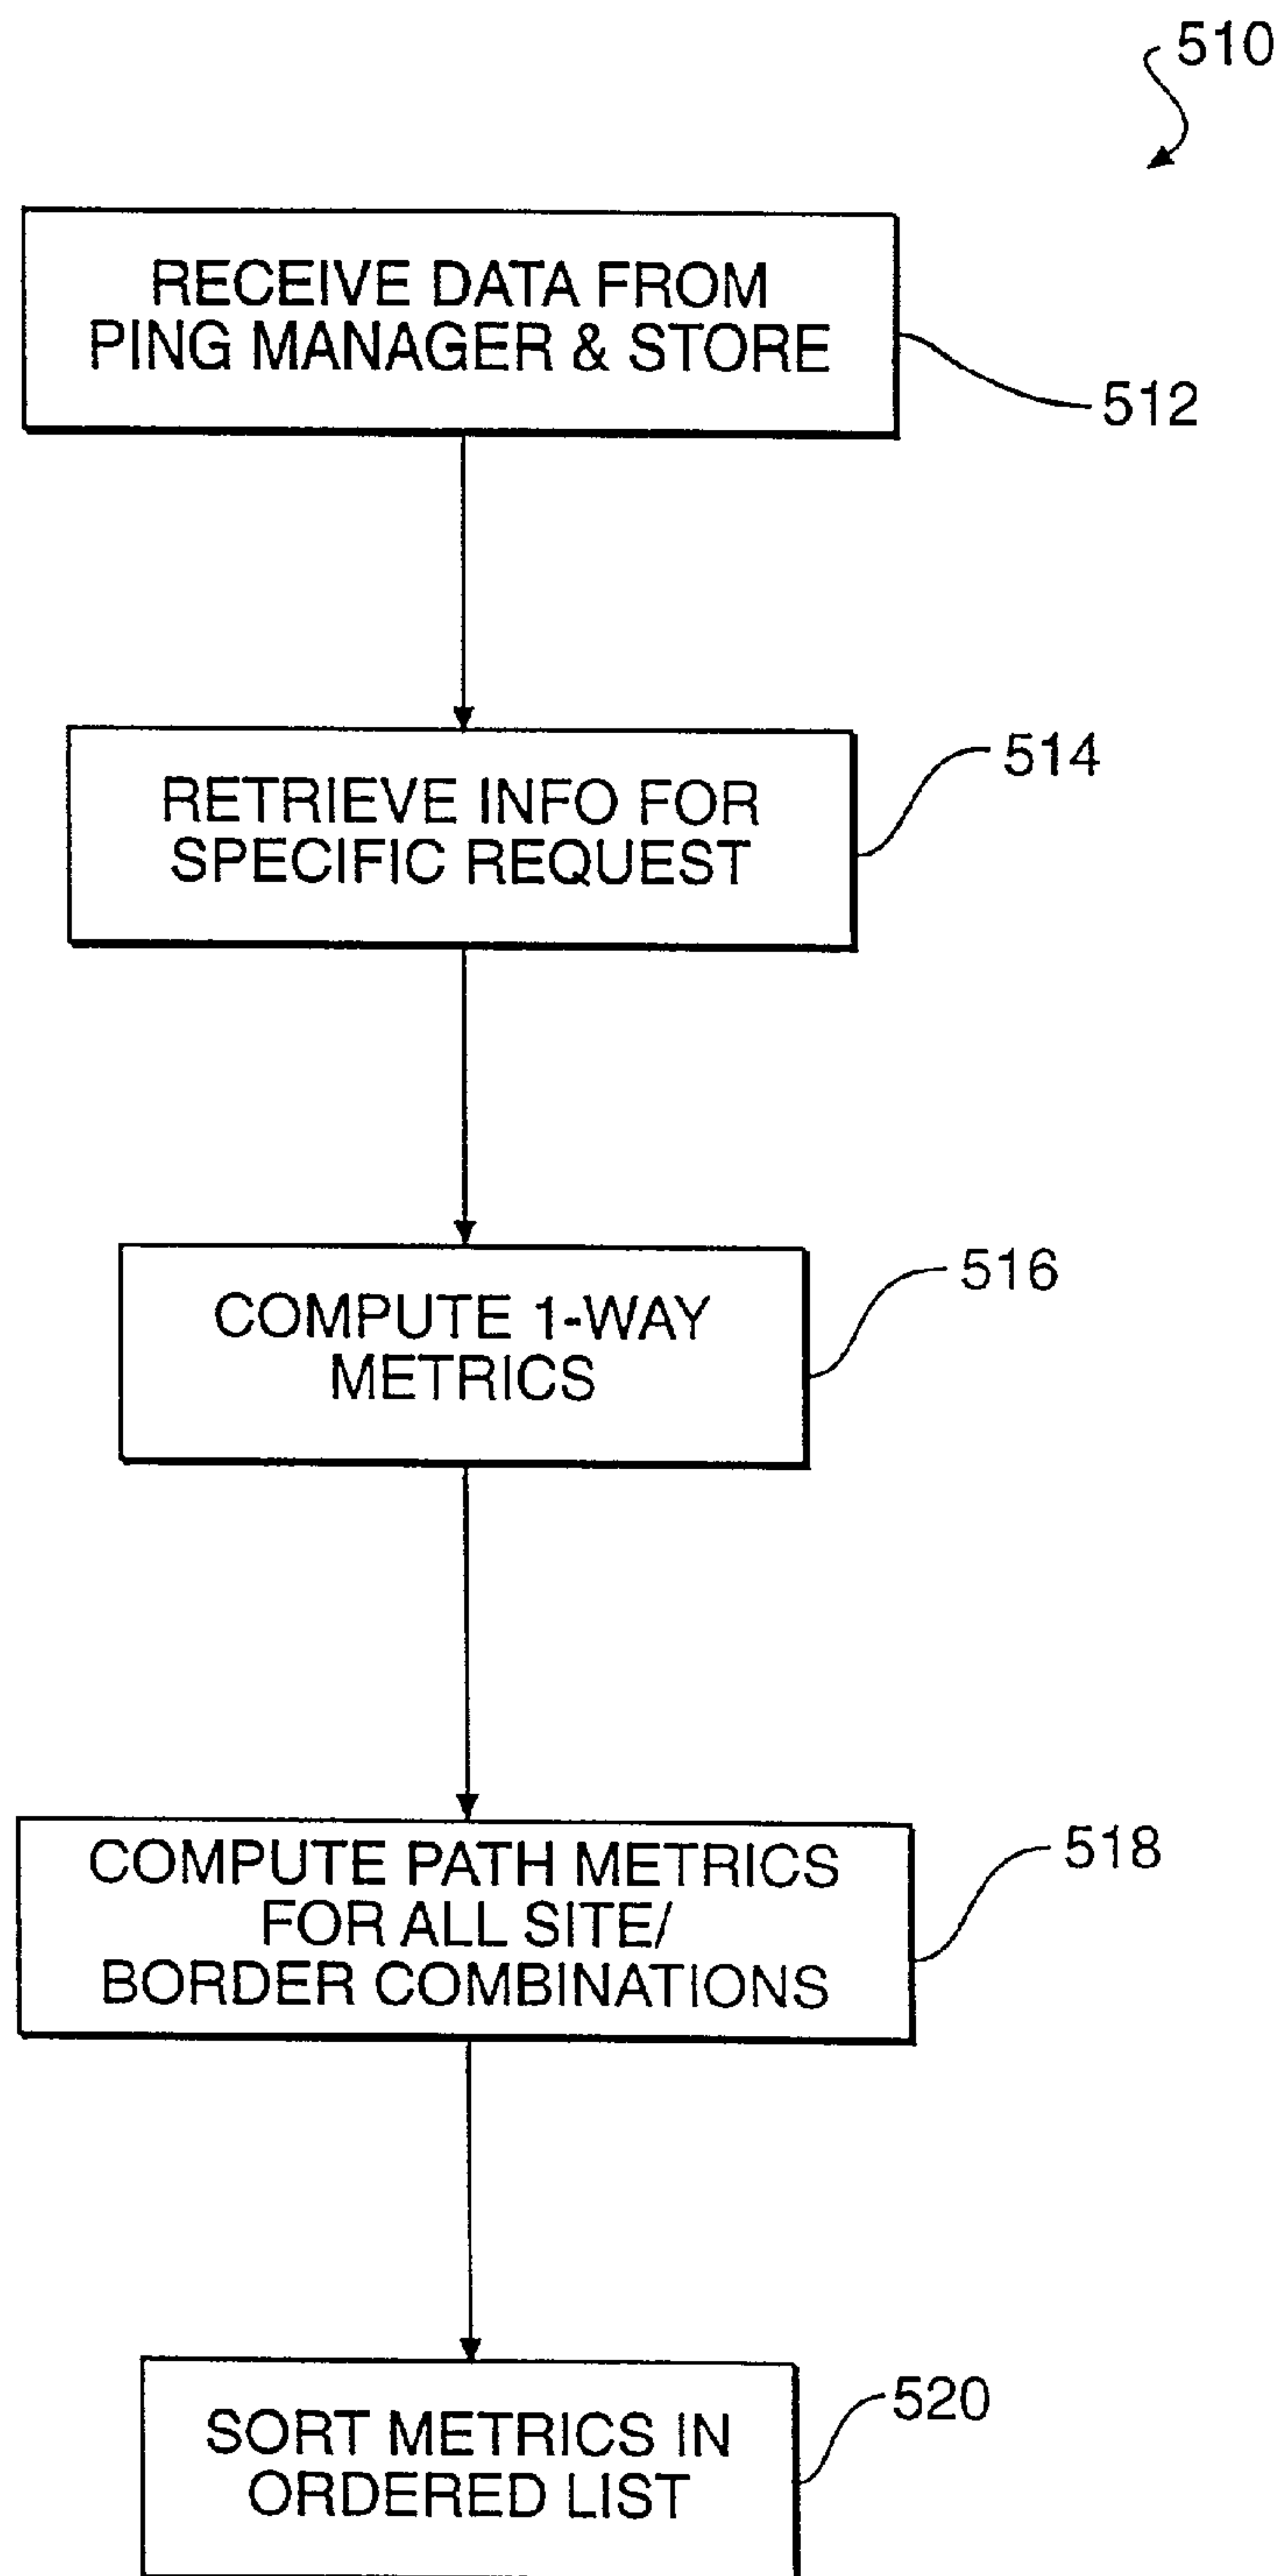 510
RECEIVE DATA FROM
PING MANAGER & STORE
512
RETRIEVE INFO FOR
SPECIFIC REQUEST
514
COMPUTE 1-WAY
METRICS
516
COMPUTE PATH METRICS
FOR ALL SITE/
BORDER COMBINATIONS
518
SORT METRICS IN
ORDERED LIST
520